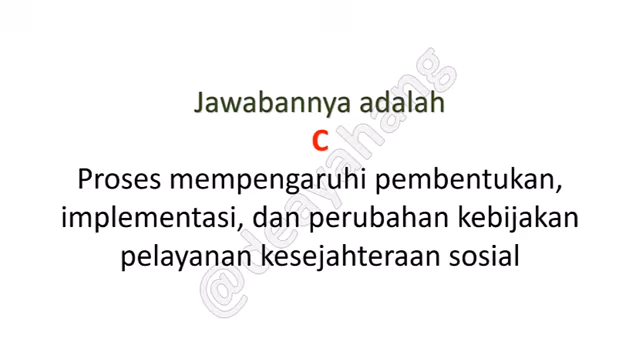 Jawabannya adalah
C
Proses mempengaruhi pembentukan,
implementasi, dan perubahan kebijakan
pelayanan kesejahteraan sosial
@deayahang